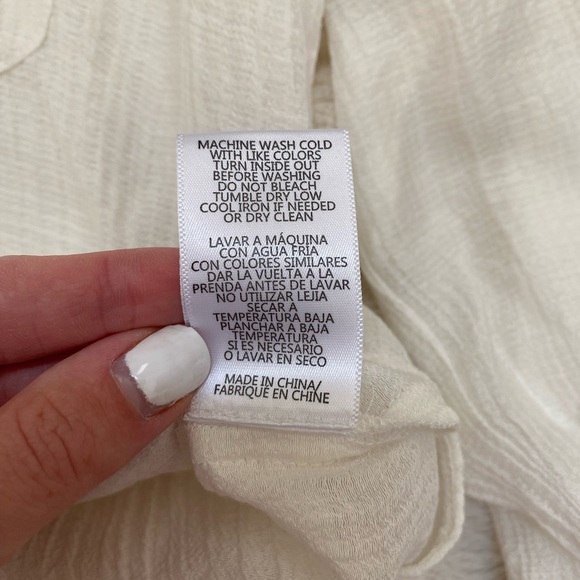 MACHINE WASH COLD
WITH LIKE COLORS
TURN INSIDE OUT
BEFORE WASHING
DO NOT BLEACH
TUMBLE DRY LOW
COOL IRON IF NEEDED
OR DRY CLEAN
LAVAR A MÁQUINA
CON AGUA FRÍA
CON COLORES SIMILARES
DAR LA VUELTA A LA
PRENDA ANTES DE LAVAR
NO UTILIZAR LEJIA
SECAR A
TEMPERATURA BAJA
PLANCHAR A BAJA
TEMPERATURA
SI ES NECESARIO
O LAVAR EN SECO
MADE IN CHINA/
FABRIQUÉ EN CHINE